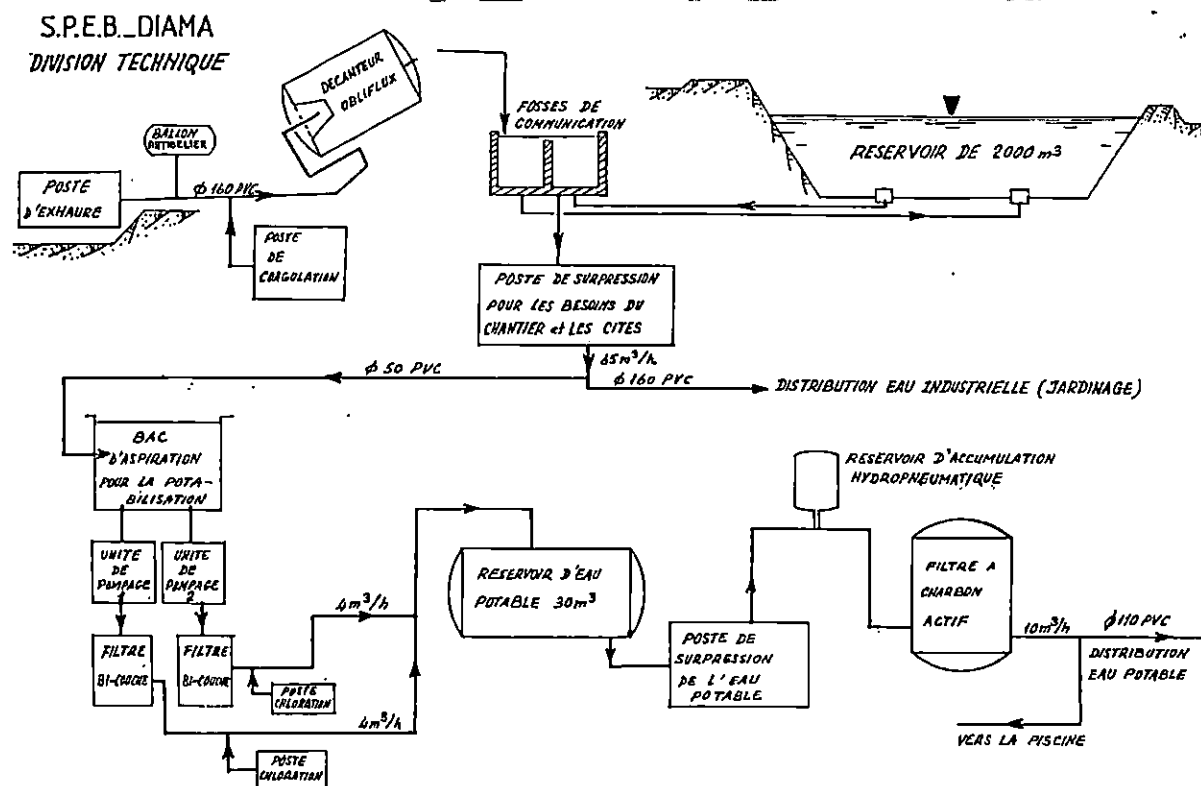 S.P.E.B._DIAMA
DIVISION TECHNIQUE
DECANTEUR
OBLIFLUX
FOSSES DE
COMMUNICATION
RESERVOIR DE 2000 m³
BALLON
ANTIBELIER
POSTE
D'EXHAURE
ϕ 160 PVC
POSTE
DE
COAGULATION
POSTE DE SURPRESSION
POUR LES BESOINS DU
CHANTIER et LES CITES
65m³/h
ϕ 50 PVC
ϕ 160 PVC
DISTRIBUTION EAU INDUSTRIELLE (JARDINAGE)
BAC
D'ASPIRATION
POUR LA POTA-
BILISATION
UNITE
DE
POMPAGE
1
UNITE
DE
POMPAGE
2
FILTRE
BI-COUCHE
FILTRE
BI-COUCHE
POSTE
CHLORATION
POSTE
CHLORATION
4m³/h
4m³/h
RESERVOIR D'EAU
POTABLE 30m³
POSTE DE
SURPRESSION
DE L'EAU
POTABLE
RESERVOIR D'ACCUMULATION
HYDROPNEUMATIQUE
FILTRE A
CHARBON
ACTIF
10m³/h
ϕ 110 PVC
DISTRIBUTION
EAU POTABLE
VERS LA PISCINE